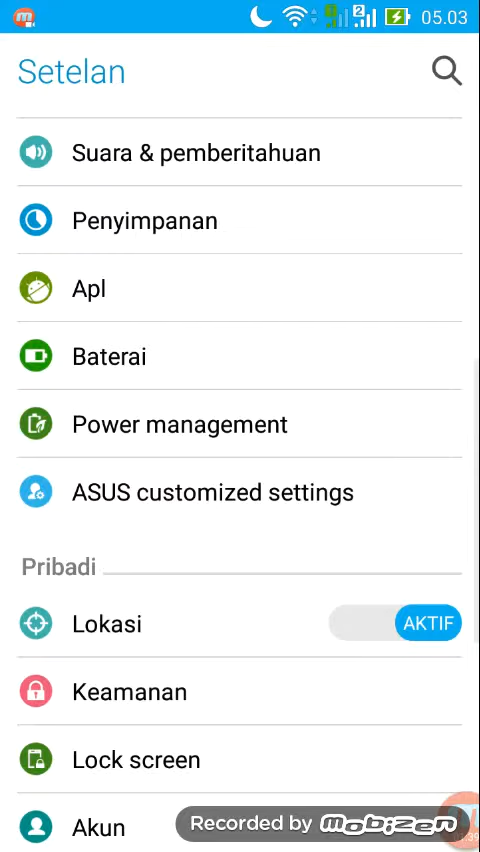 2
05.03
Setelan
Suara & pemberitahuan
Penyimpanan
Apl
Baterai
Power management
ASUS customized settings
Pribadi
Lokasi
AKTIF
Keamanan
Lock screen
Akun
Recorded by mobizen